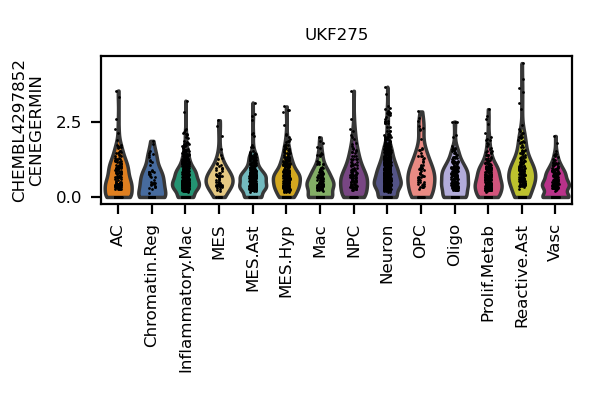 UKF275
CHEMBL4297852
CENEGERMIN
2.5
0.0
AC
Chromatin.Reg
Inflammatory.Mac
MES
MES.Ast
MES.Hyp
Mac
NPC
Neuron
OPC
Oligo
Prolif.Metab
Reactive.Ast
Vasc